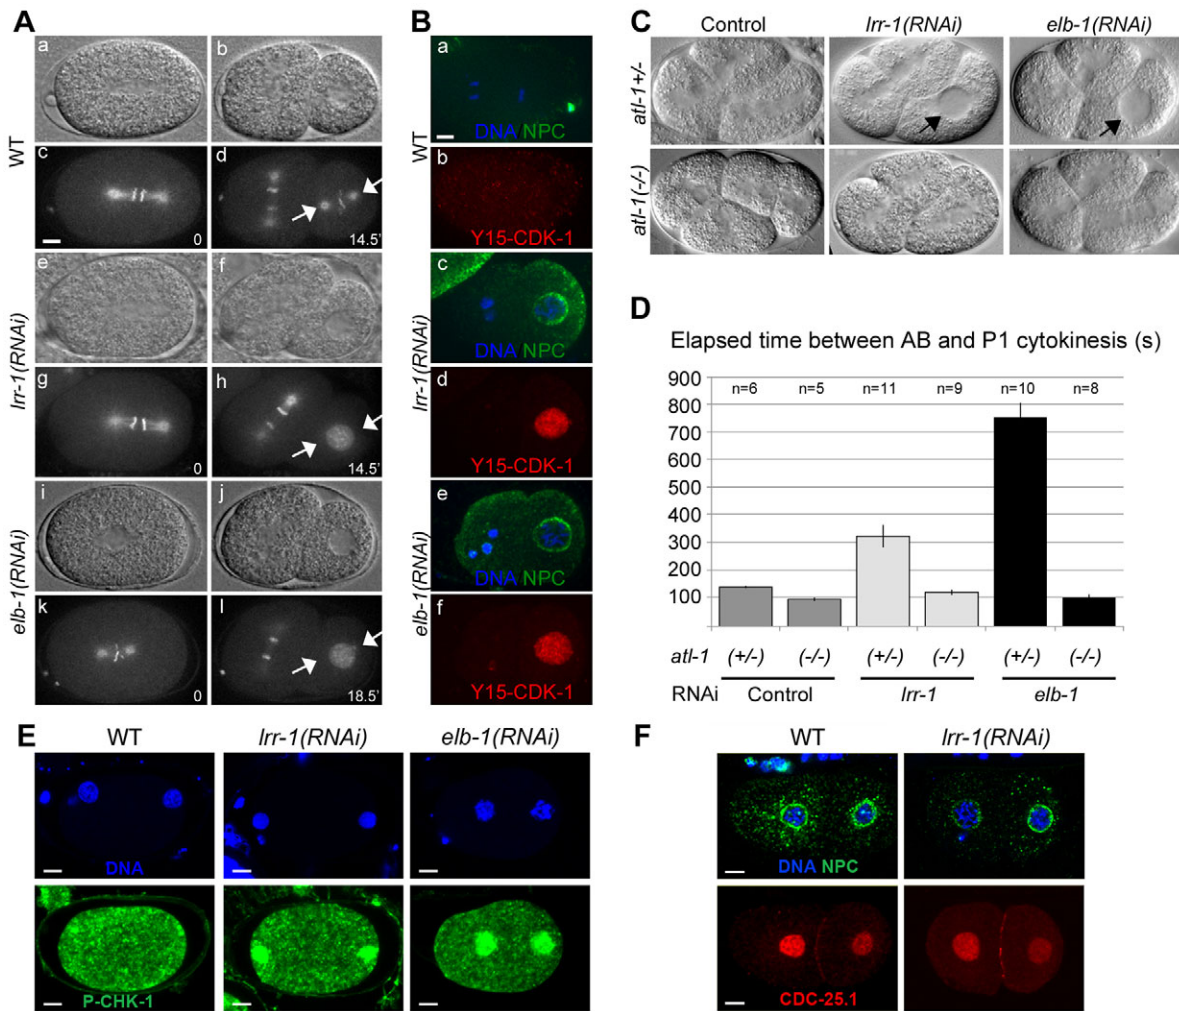 A
WT
a
b
c
0
d
14.5'
lrr-1(RNAi)
e
f
g
0
h
14.5'
elb-1(RNAi)
i
j
k
0
l
18.5'
B
WT
a
DNA/NPC
b
Y15-CDK-1
lrr-1(RNAi)
c
DNA NPC
d
Y15-CDK-1
elb-1(RNAi)
e
DNA NPC
f
Y15-CDK-1
C
Control lrr-1(RNAi) elb-1(RNAi)
atl-1+/-
atl-1(-/-)
D
Elapsed time between AB and P1 cytokinesis (s)
900
800
700
600
500
400
300
200
100
n=6 n=5 n=11 n=9 n=10 n=8
atl-1 (+/-) (-/-) (+/-) (-/-) (+/-) (-/-)
RNAi Control lrr-1 elb-1
E
WT lrr-1(RNAi) elb-1(RNAi)
DNA
P-CHK-1
F
WT lrr-1(RNAi)
DNA NPC
CDC-25.1